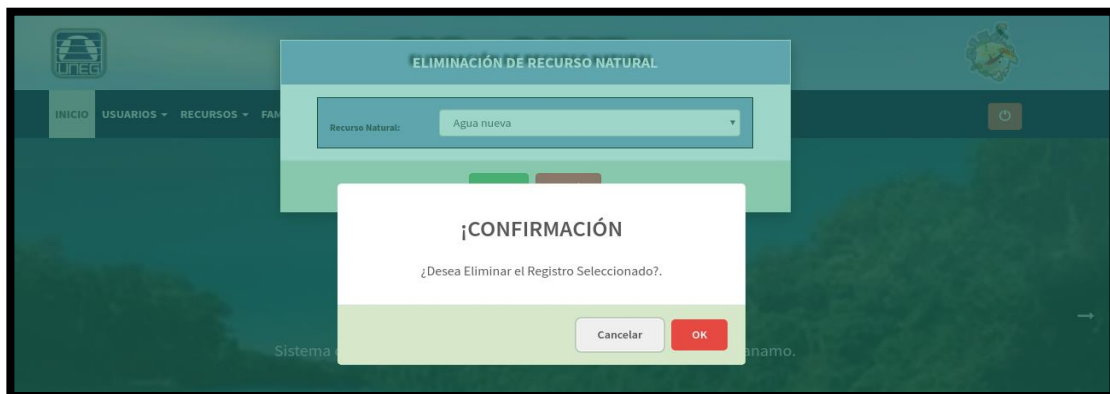 UNEG
ELIMINACIÓN DE RECURSO NATURAL
INICIO USUARIOS RECURSOS FAM
Recurso Natural: Agua nueva
¡CONFIRMACIÓN
¿Desea Eliminar el Registro Seleccionado?.
Cancelar OK
Sistema anamo.